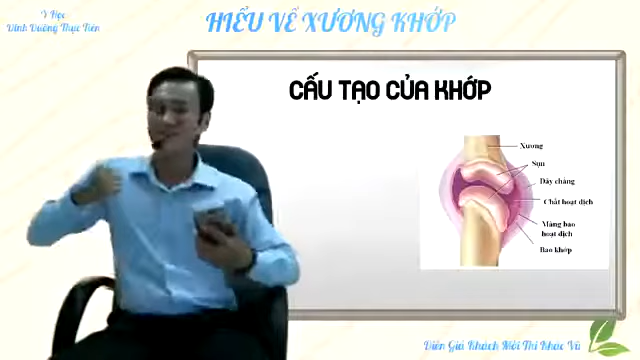 Y Học
Dinh Dưỡng Thực Tiễn
HIỂU VỀ XƯƠNG KHỚP
CẤU TẠO CỦA KHỚP
Xương
Sụn
Dây chằng
Chất hoạt dịch
Màng bao
hoạt dịch
Bao khớp
Diễn Giả Khách Mời Thi Khắc Vũ